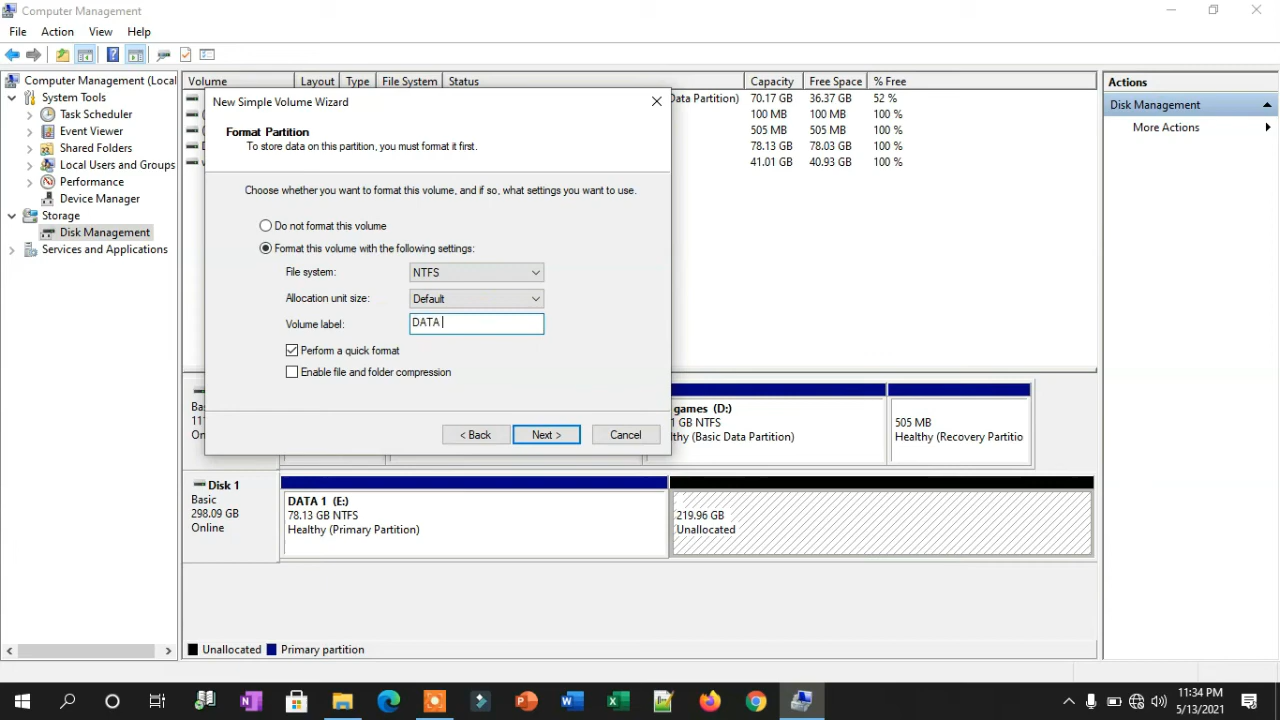 Computer Management
File Action View Help
Computer Management (Local
System Tools
Task Scheduler
Event Viewer
Shared Folders
Local Users and Groups
Performance
Device Manager
Storage
Disk Management
Services and Applications
Volume Layout Type File System Status Capacity Free Space % Free
Data Partition) 70.17 GB 36.37 GB 52 %
100 MB 100 MB 100 %
505 MB 505 MB 100 %
78.13 GB 78.03 GB 100 %
41.01 GB 40.93 GB 100 %
New Simple Volume Wizard
Format Partition
To store data on this partition, you must format it first.
Choose whether you want to format this volume, and if so, what settings you want to use.
Do not format this volume
Format this volume with the following settings:
File system: NTFS
Allocation unit size: Default
Volume label: DATA
Perform a quick format
Enable file and folder compression
< Back Next > Cancel
Ba
11
On
games (D:)
1 GB NTFS
lthy (Basic Data Partition)
505 MB
Healthy (Recovery Partitio
Disk 1
Basic
298.09 GB
Online
DATA 1 (E:)
78.13 GB NTFS
Healthy (Primary Partition)
219.96 GB
Unallocated
Unallocated Primary partition
Actions
Disk Management
More Actions
11:34 PM
5/13/2021